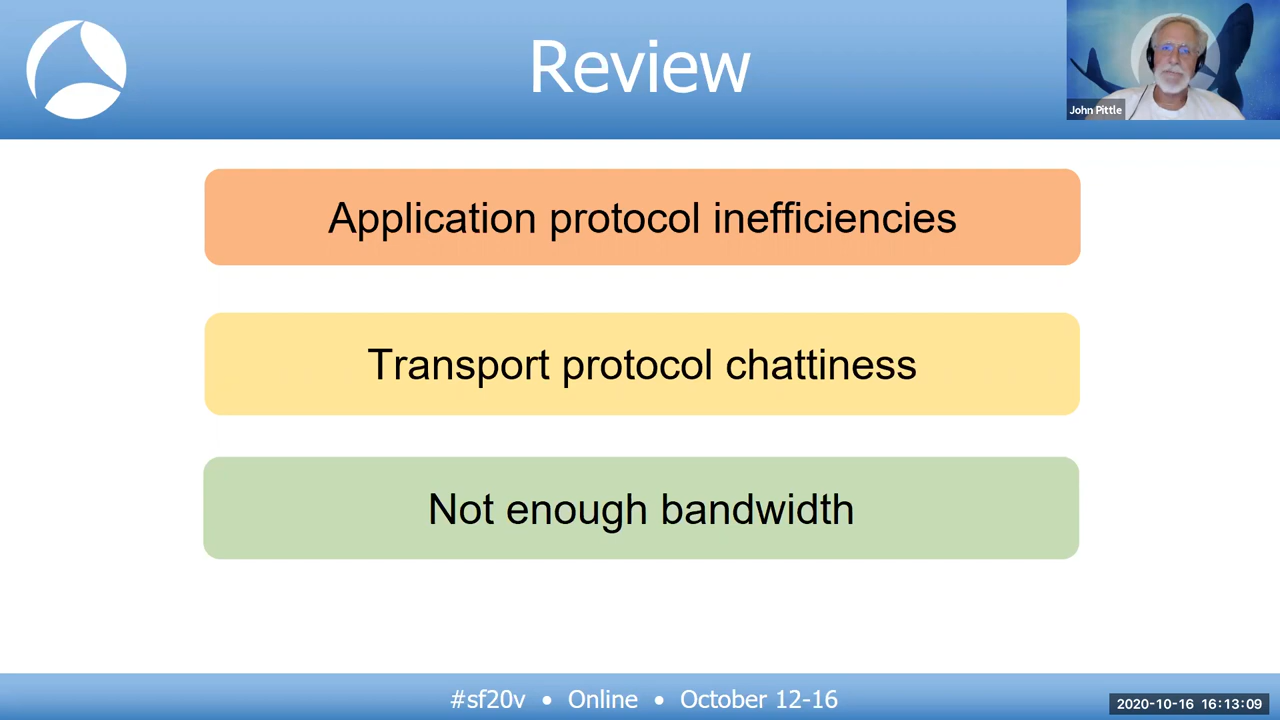 Review
John Pittle
Application protocol inefficiencies
Transport protocol chattiness
Not enough bandwidth
#sf20v • Online • October 12-16
2020-10-16 16:13:09